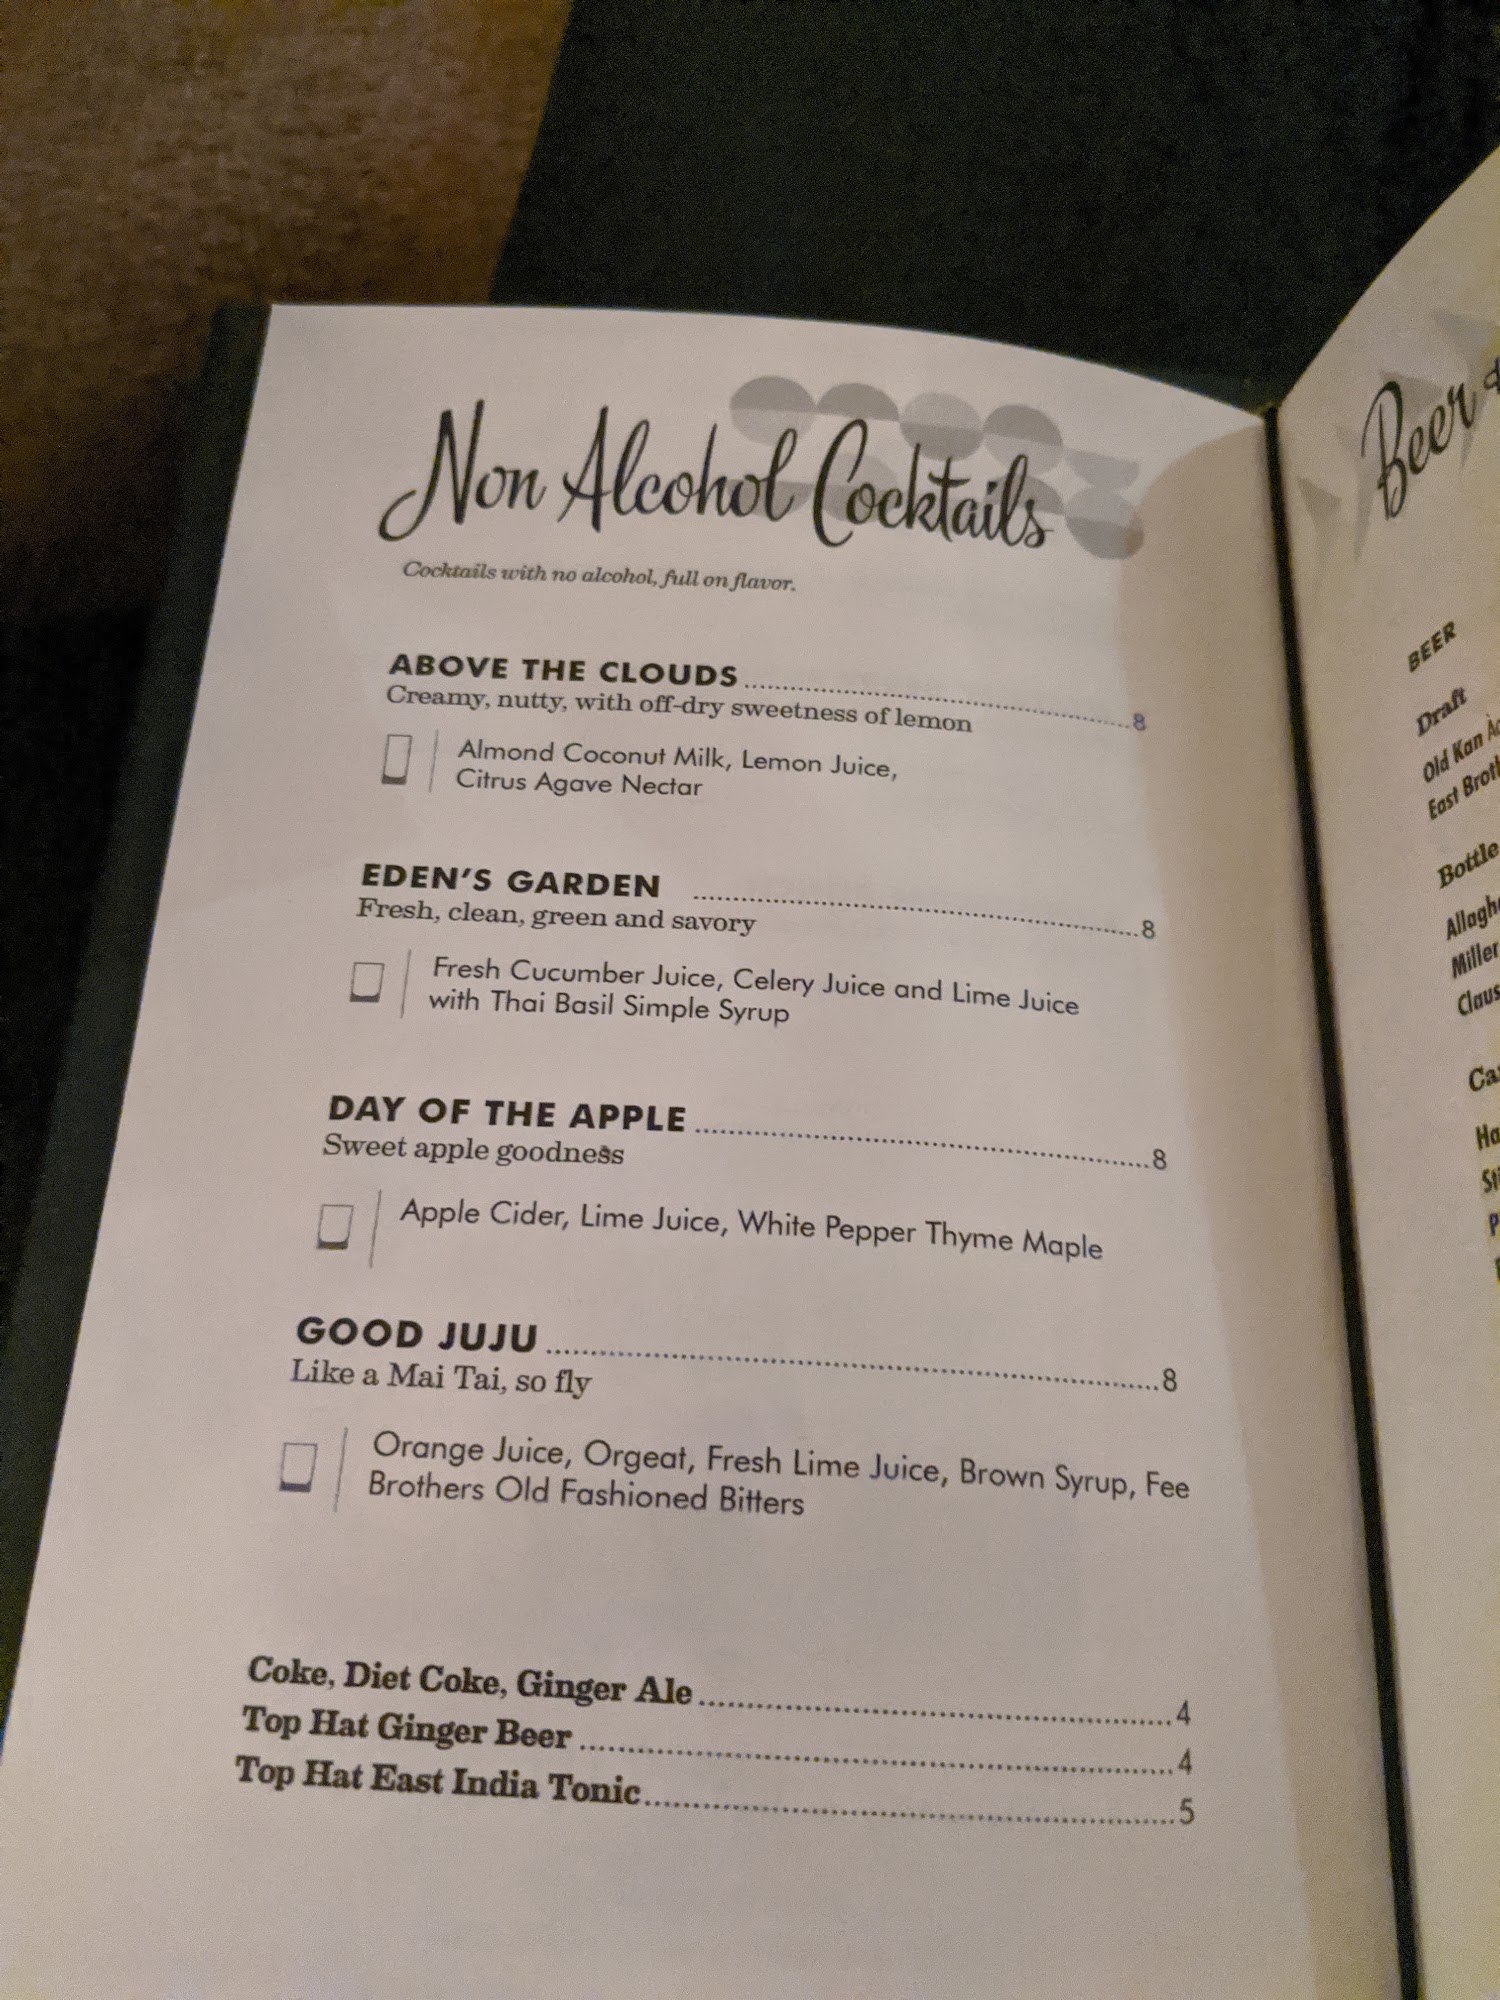 Non Alcohol Cocktails
Cocktails with no alcohol, full on flavor.
ABOVE THE CLOUDS 8
Creamy, nutty, with off-dry sweetness of lemon
Almond Coconut Milk, Lemon Juice,
Citrus Agave Nectar
EDEN'S GARDEN 8
Fresh, clean, green and savory
Fresh Cucumber Juice, Celery Juice and Lime Juice
with Thai Basil Simple Syrup
DAY OF THE APPLE 8
Sweet apple goodness
Apple Cider, Lime Juice, White Pepper Thyme Maple
GOOD JUJU 8
Like a Mai Tai, so fly
Orange Juice, Orgeat, Fresh Lime Juice, Brown Syrup, Fee
Brothers Old Fashioned Bitters
Coke, Diet Coke, Ginger Ale 4
Top Hat Ginger Beer 4
Top Hat East India Tonic 5
Beer
BEER
Draft
Old Kan
East
Bottle
Miller